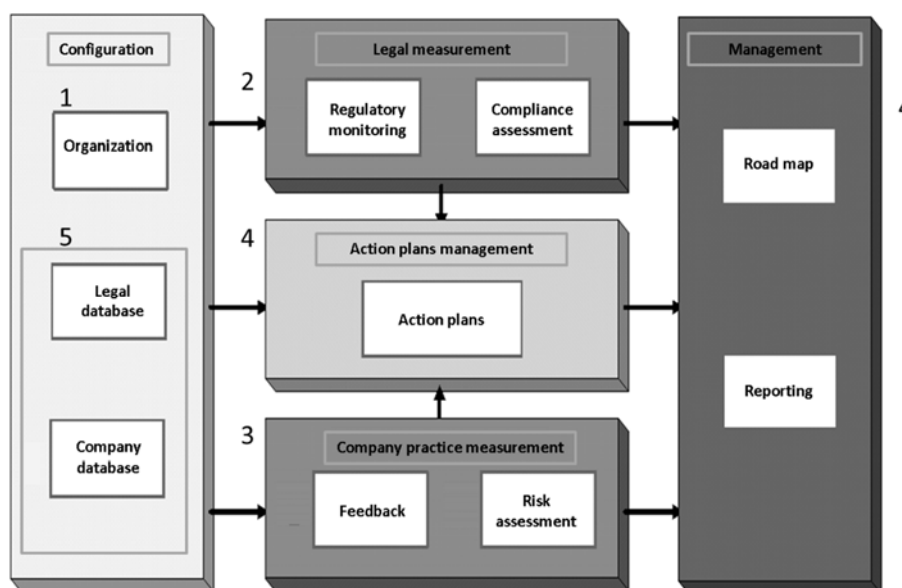 Configuration
1
Organization
5
Legal
database
Company
database
2
Legal measurement
Regulatory
monitoring
Compliance
assessment
4
Action plans management
Action plans
3
Company practice measurement
Feedback
Risk
assessment
Management
Road map
Reporting